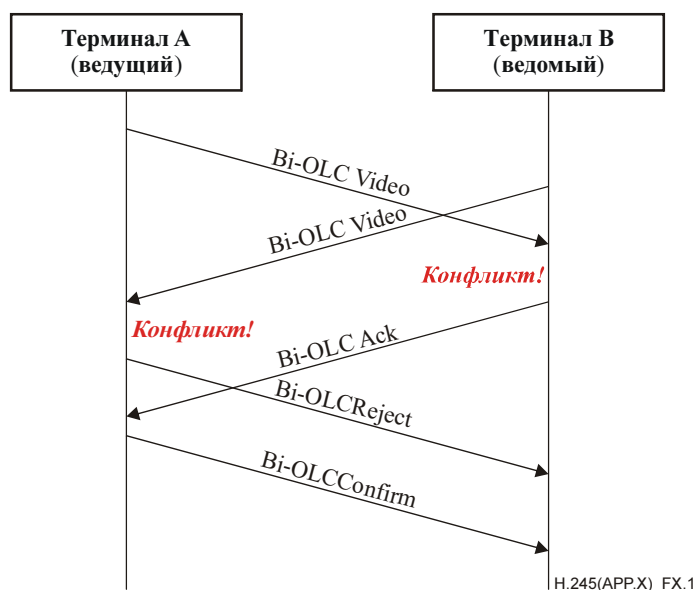 Терминал A
(ведущий)
Терминал B
(ведомый)
Bi-OLC Video
Bi-OLC Video
Конфликт!
Конфликт!
Bi-OLC Ack
Bi-OLCReject
Bi-OLCConfirm
H.245(APP.X)_FX.1